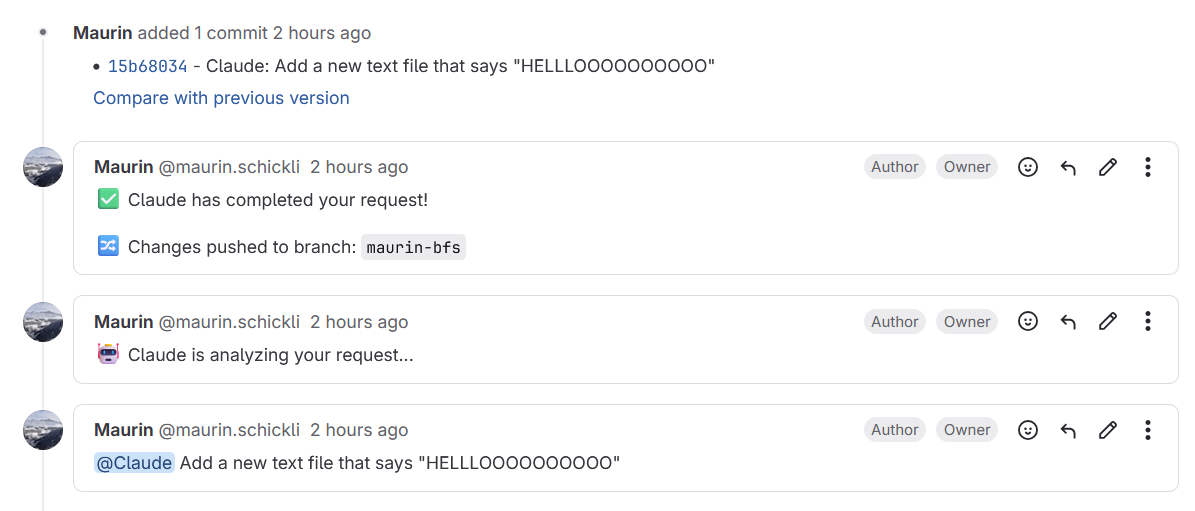 Maurin added 1 commit 2 hours ago
15b68034 - Claude: Add a new text file that says "HELLLOOOOOOOOOO"
Compare with previous version
Maurin @maurin.schickli 2 hours ago Author Owner
Claude has completed your request!
Changes pushed to branch: maurin-bfs
Maurin @maurin.schickli 2 hours ago Author Owner
Claude is analyzing your request...
Maurin @maurin.schickli 2 hours ago Author Owner
@Claude Add a new text file that says "HELLLOOOOOOOOOO"